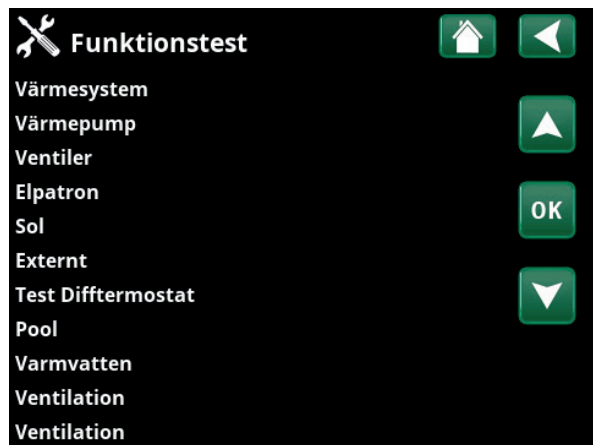 Funktionstest
Värmesystem
Värmepump
Ventiler
Elpatron
Sol
OK
Externt
Test Difftermostat
Pool
Varmvatten
Ventilation
Ventilation